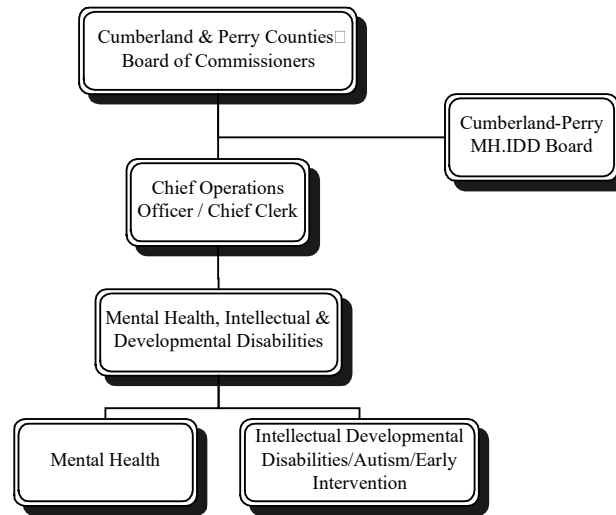 Cumberland & Perry Counties□
Board of Commissioners
Cumberland-Perry
MH.IDD Board
Chief Operations
Officer / Chief Clerk
Mental Health, Intellectual &
Developmental Disabilities
Mental Health
Intellectual Developmental
Disabilities/Autism/Early
Intervention